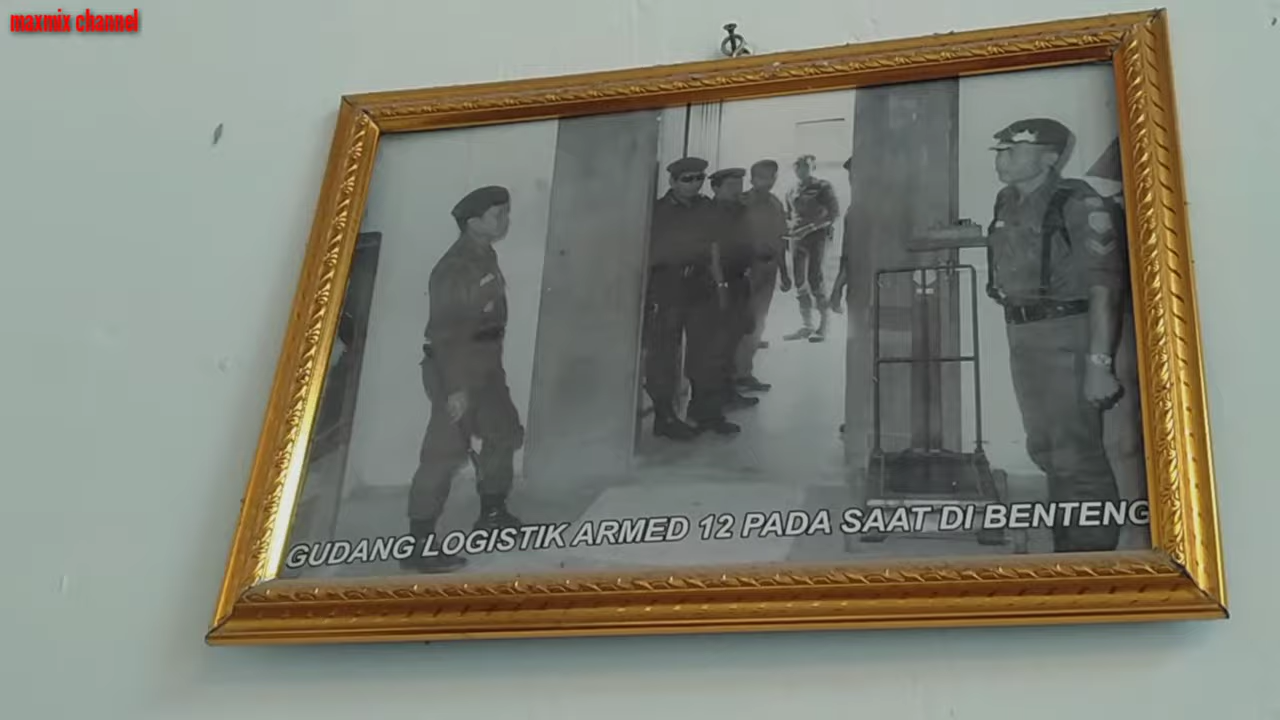 maxmix channel
GUDANG LOGISTIK ARMED 12 PADA SAAT DI BENTENG